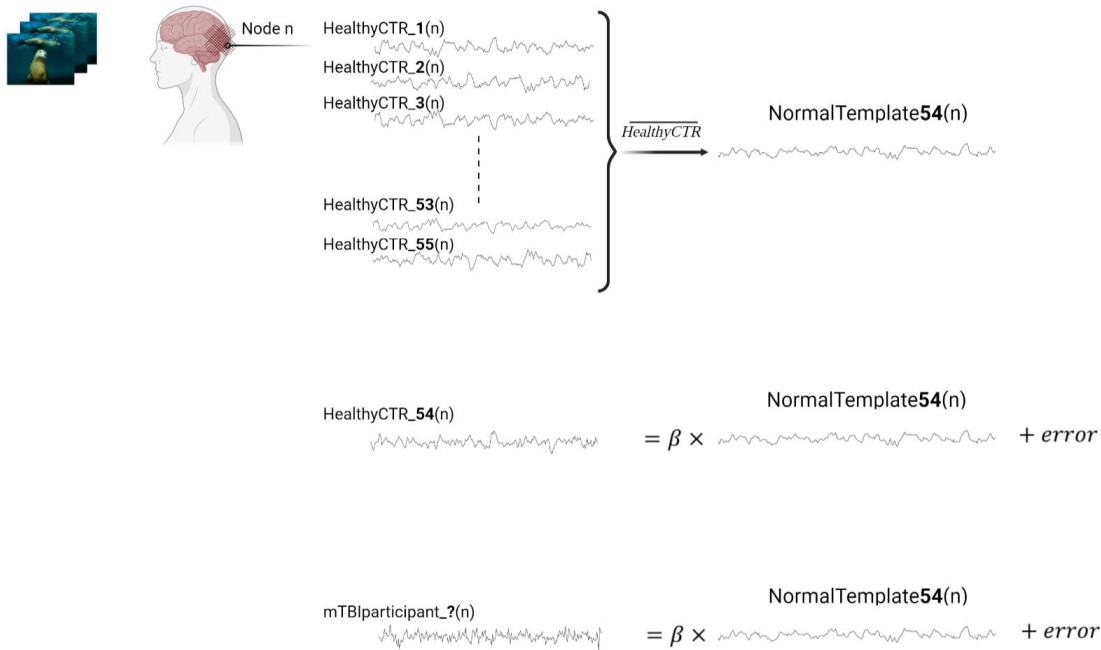 Node n
HealthyCTR_1(n)
HealthyCTR_2(n)
HealthyCTR_3(n)
HealthyCTR_53(n)
HealthyCTR_55(n)
HealthyCTR
NormalTemplate54(n)
HealthyCTR_54(n)
= β ×
NormalTemplate54(n)
+ error
mTBIparticipant_?(n)
= β ×
NormalTemplate54(n)
+ error